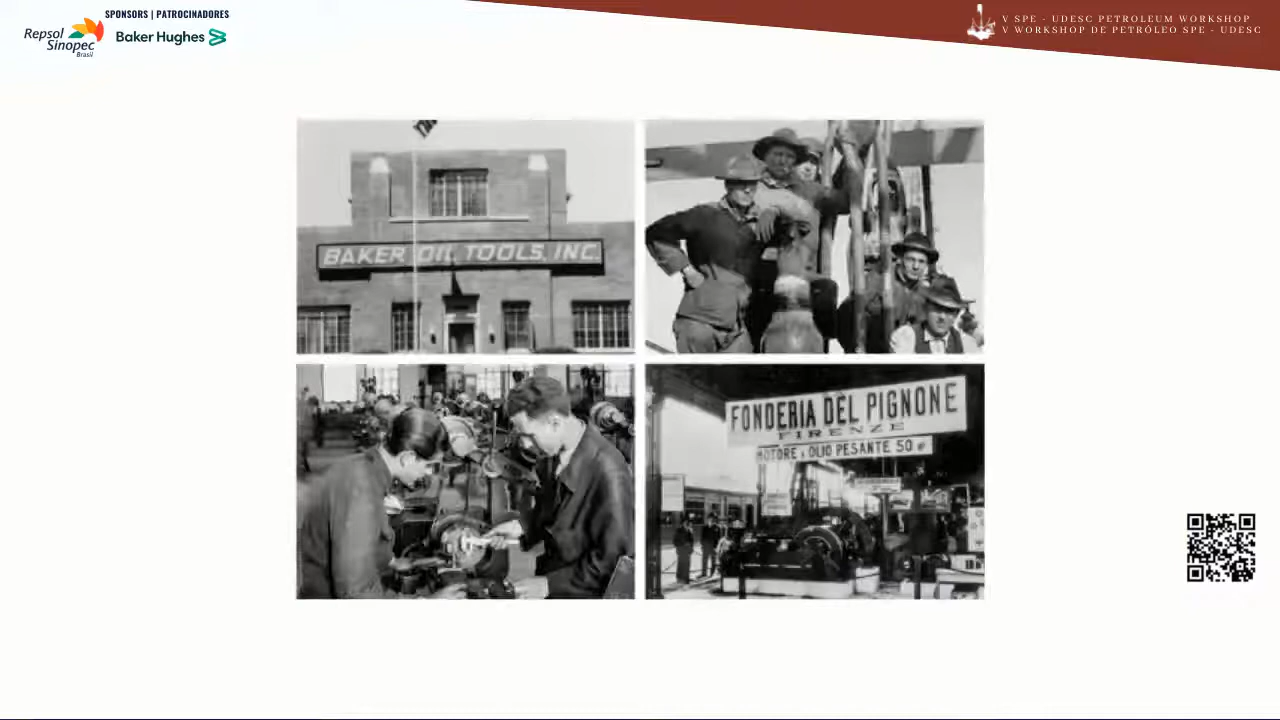 SPONSORS | PATROCINADORES
Repsol
Sinopec
Brasil
Baker Hughes
V SPE - UDESC PETROLEUM WORKSHOP
V WORKSHOP DE PETRÓLEO SPE - UDESC
BAKER OIL TOOLS, INC.
FONDERIA DEL PIGNONE
FIRENZE
MOTORE A OLIO PESANTE 50